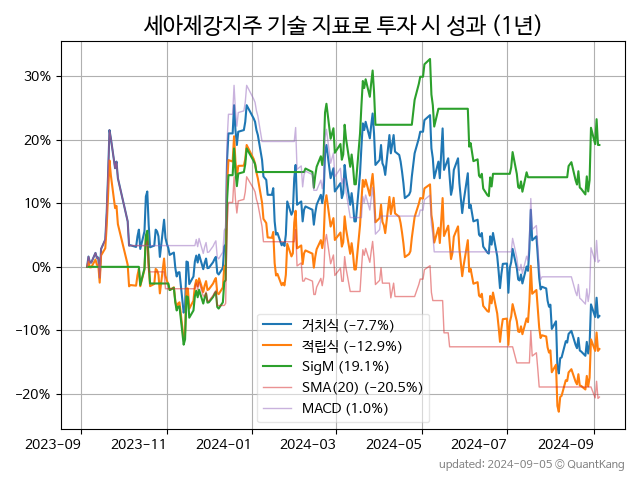 세아제강지주 기술 지표로 투자 시 성과 (1년)
30%
20%
10%
0%
−10%
−20%
거치식 (−7.7%)
적립식 (−12.9%)
SigM (19.1%)
SMA(20) (−20.5%)
MACD (1.0%)
2023-09
2023-11
2024-01
2024-03
2024-05
2024-07
2024-09
updated: 2024-09-05 © QuantKang